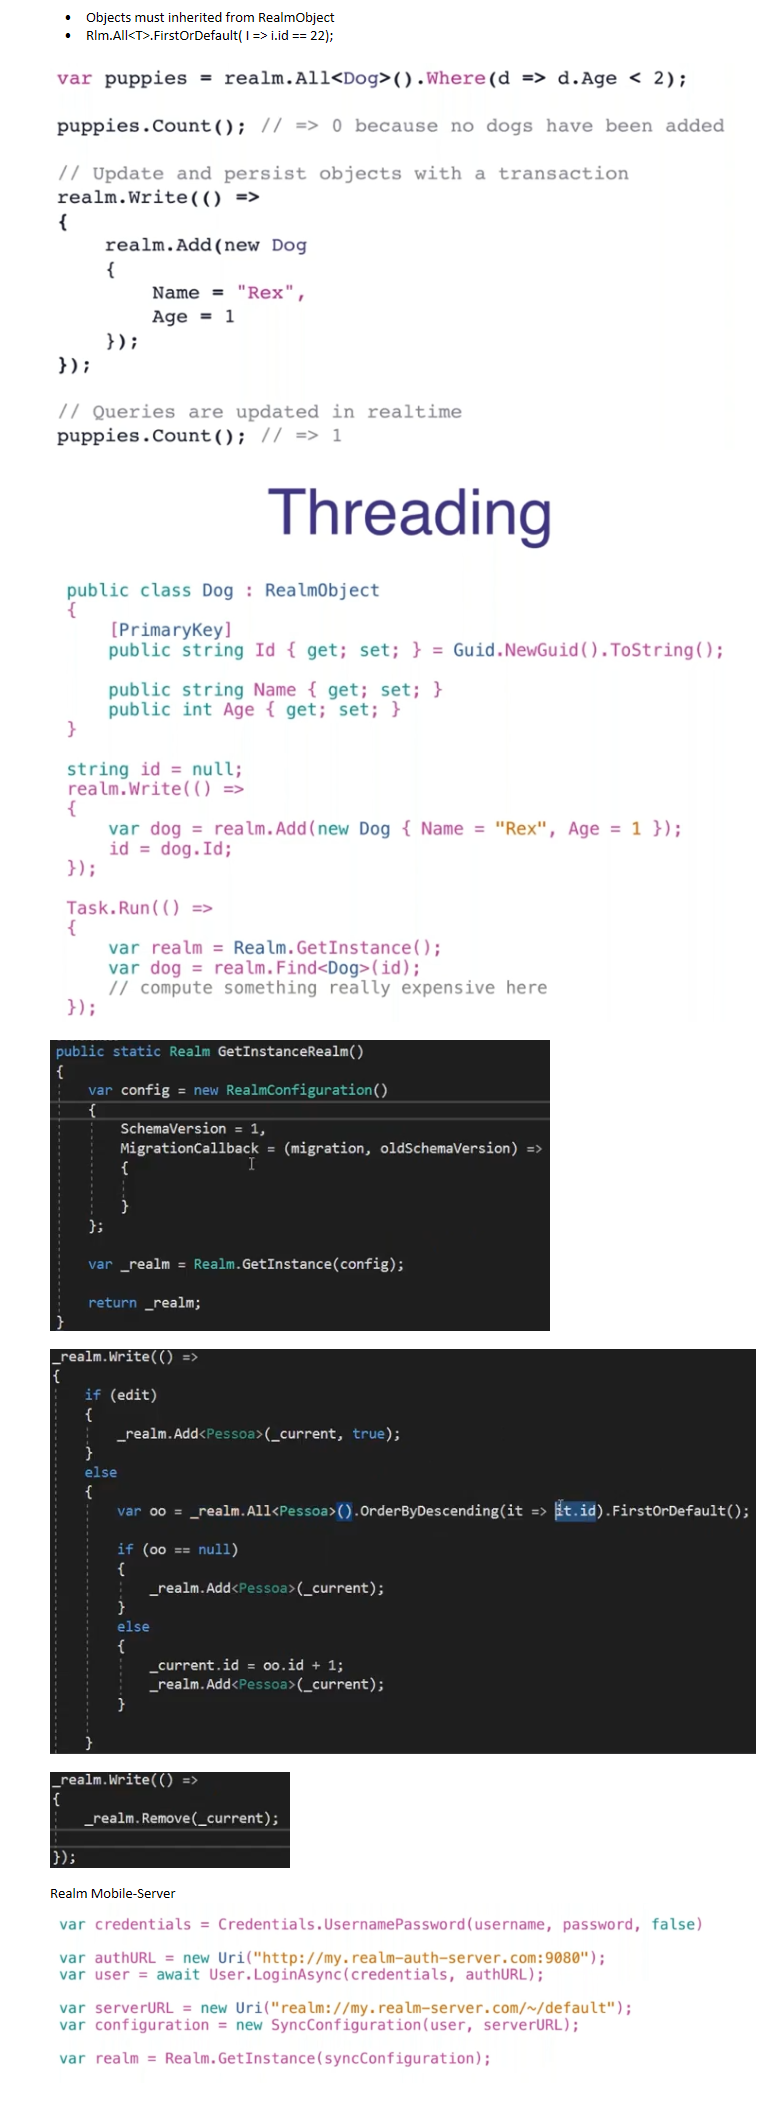 • Objects must inherited from RealmObject
• Rlm.All<T>.FirstOrDefault( I => i.id == 22);
var puppies = realm.All<Dog>().Where(d => d.Age < 2);
puppies.Count(); // => 0 because no dogs have been added
// Update and persist objects with a transaction
realm.Write(() =>
{
realm.Add(new Dog
{
Name = "Rex",
Age = 1
});
});
// Queries are updated in realtime
puppies.Count(); // => 1
Threading
public class Dog : RealmObject
{
[PrimaryKey]
public string Id { get; set; } = Guid.NewGuid().ToString();
public string Name { get; set; }
public int Age { get; set; }
}
string id = null;
realm.Write(() =>
{
var dog = realm.Add(new Dog { Name = "Rex", Age = 1 });
id = dog.Id;
});
Task.Run(() =>
{
var realm = Realm.GetInstance();
var dog = realm.Find<Dog>(id);
// compute something really expensive here
});
public static Realm GetInstanceRealm()
{
var config = new RealmConfiguration()
{
SchemaVersion = 1,
MigrationCallback = (migration, oldSchemaVersion) =>
{
}
};
var _realm = Realm.GetInstance(config);
return _realm;
}
_realm.Write(() =>
{
if (edit)
{
_realm.Add<Pessoa>(_current, true);
}
else
{
var oo = _realm.All<Pessoa>().OrderByDescending(it => it.id).FirstOrDefault();
if (oo == null)
{
_realm.Add<Pessoa>(_current);
}
else
{
_current.id = oo.id + 1;
_realm.Add<Pessoa>(_current);
}
}
_realm.Write(() =>
{
_realm.Remove(_current);
});
Realm Mobile-Server
var credentials = Credentials.UsernamePassword(username, password, false)
var authURL = new Uri("http://my.realm-auth-server.com:9080");
var user = await User.LoginAsync(credentials, authURL);
var serverURL = new Uri("realm://my.realm-server.com/~/default");
var configuration = new SyncConfiguration(user, serverURL);
var realm = Realm.GetInstance(syncConfiguration);